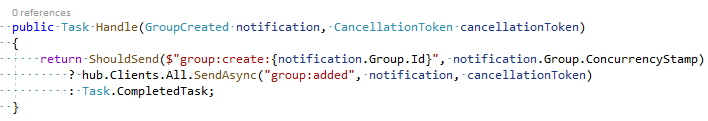 0 references
public Task Handle(GroupCreated notification, CancellationToken cancellationToken)
{
return ShouldSend($"group:create:{notification.Group.Id}", notification.Group.ConcurrencyStamp)
? hub.Clients.All.SendAsync("group:added", notification, cancellationToken)
: Task.CompletedTask;
}